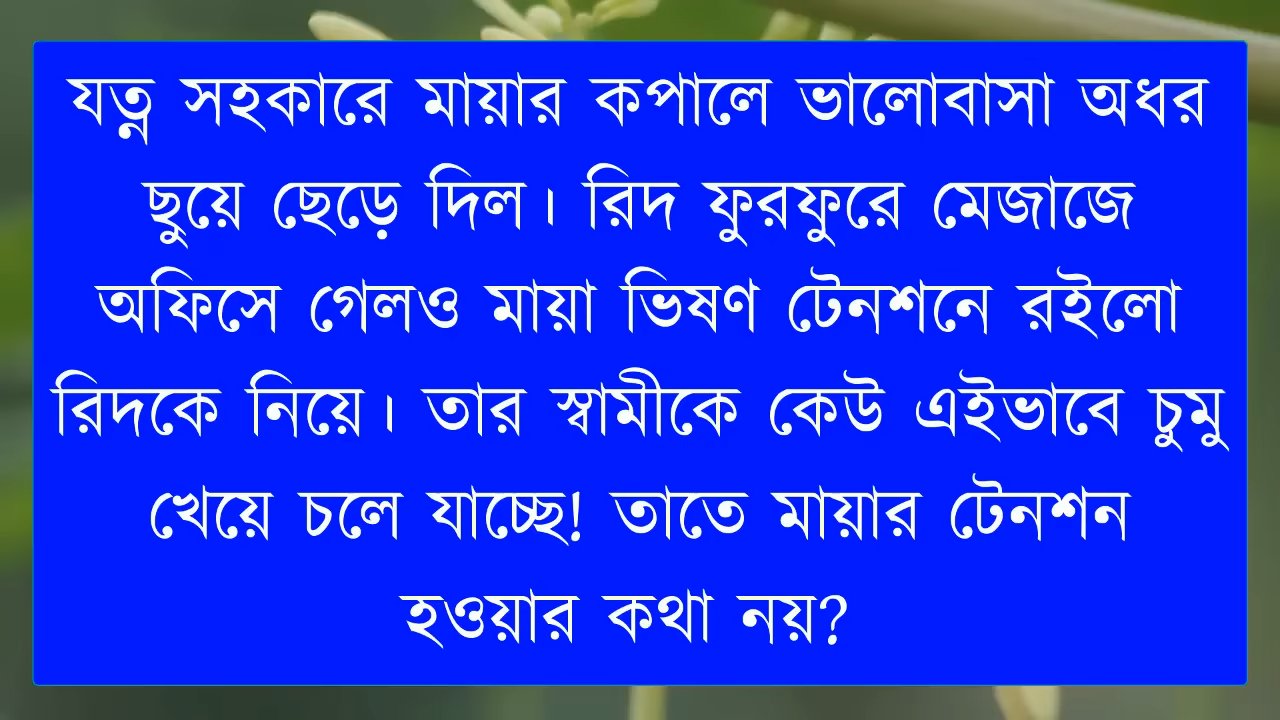 যত্ন সহকারে মায়ার কপালে ভালোবাসা অধর
ছুয়ে ছেড়ে দিল। রিদ ফুরফুরে মেজাজে
অফিসে গেলও মায়া ভিষণ টেনশনে রইলো
রিদকে নিয়ে। তার স্বামীকে কেউ এইভাবে চুমু
খেয়ে চলে যাচ্ছে! তাতে মায়ার টেনশন
হওয়ার কথা নয়?